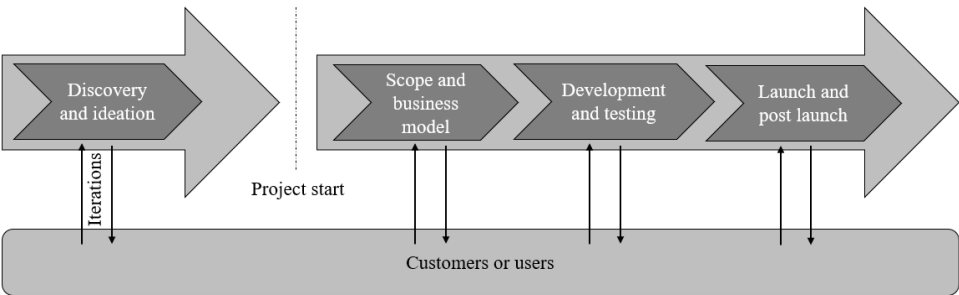 Discovery
and ideation
Scope and
business
model
Development
and testing
Launch and
post launch
Iterations
Project start
Customers or users